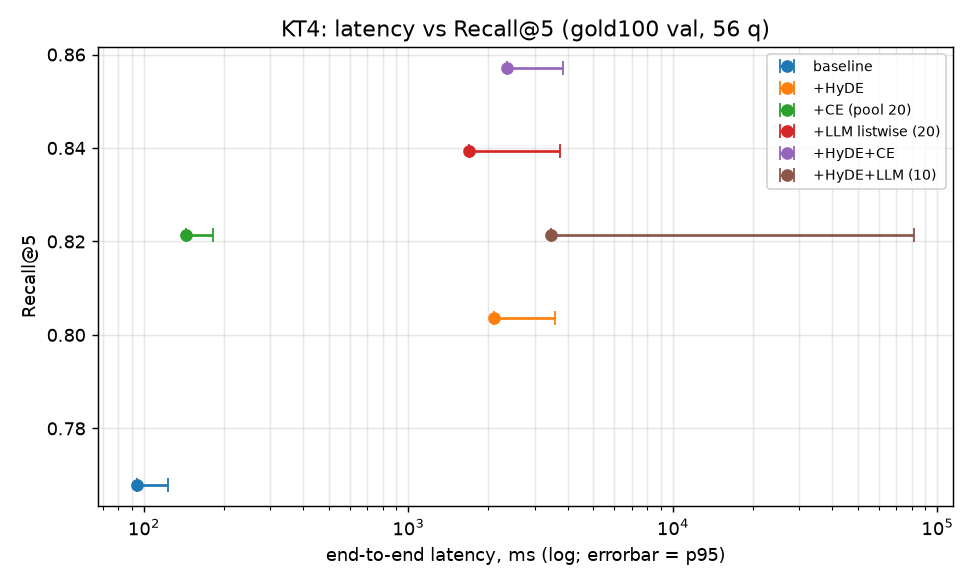 KT4: latency vs Recall@5 (gold100 val, 56 q)
0.86
0.84
0.82
0.80
0.78
Recall@5
baseline
+HyDE
+CE (pool 20)
+LLM listwise (20)
+HyDE+CE
+HyDE+LLM (10)
10² 10³ 10⁴ 10⁵
end-to-end latency, ms (log; errorbar = p95)